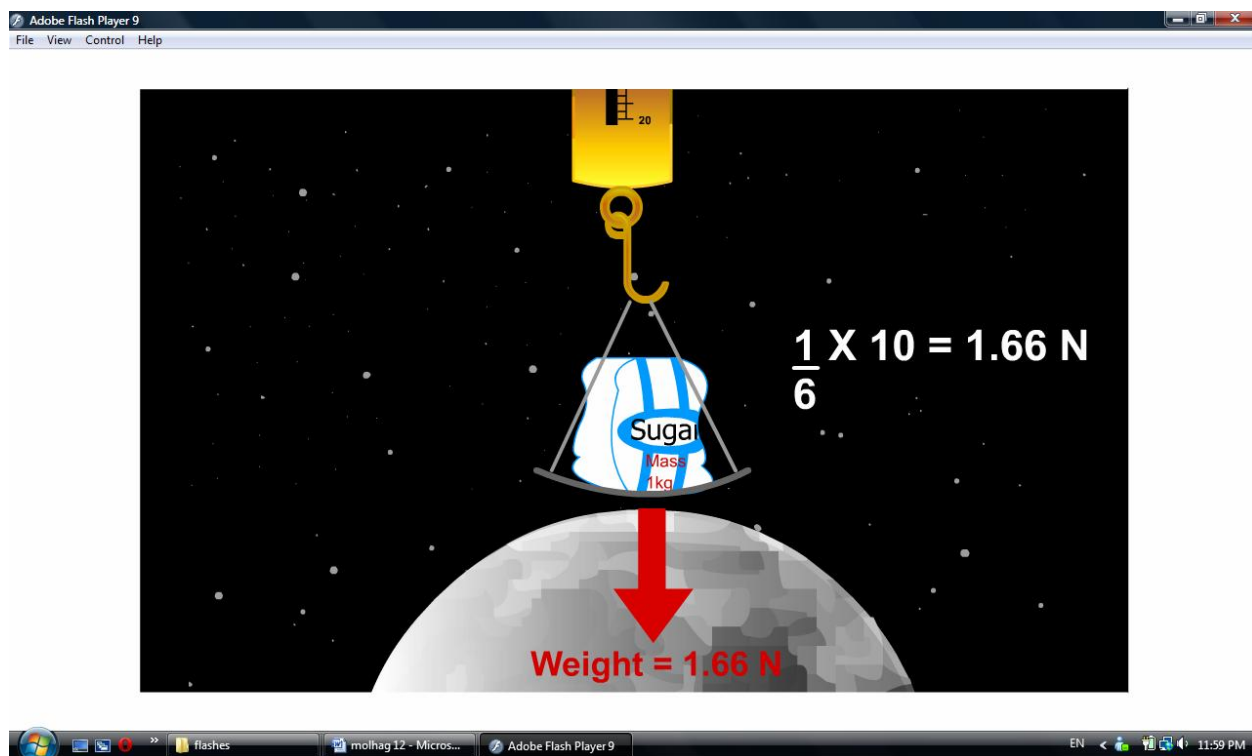 Adobe Flash Player 9
File View Control Help
20
1 X 10 = 1.66 N
6
Sugar
Mass
1kg
Weight = 1.66 N
» flashes molhag 12 - Micros... Adobe Flash Player 9 EN < 11:59 PM